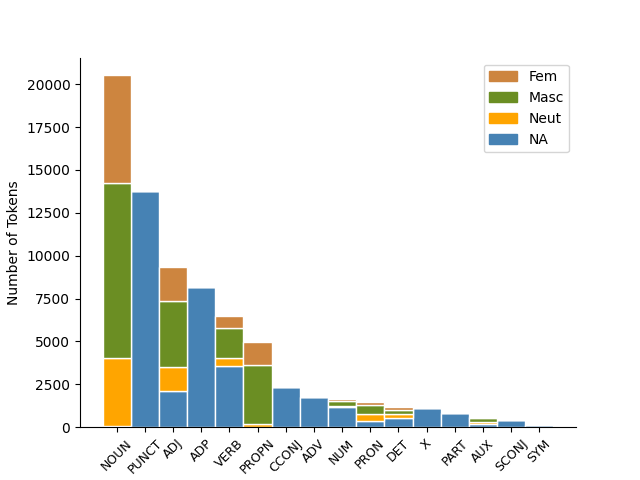 Fem
Masc
Neut
NA
Number of Tokens
20000
17500
15000
12500
10000
7500
5000
2500
0
NOUN
PUNCT
ADJ
ADP
VERB
PROPN
CCONJ
ADV
NUM
PRON
DET
X
PART
AUX
SCONJ
SYM